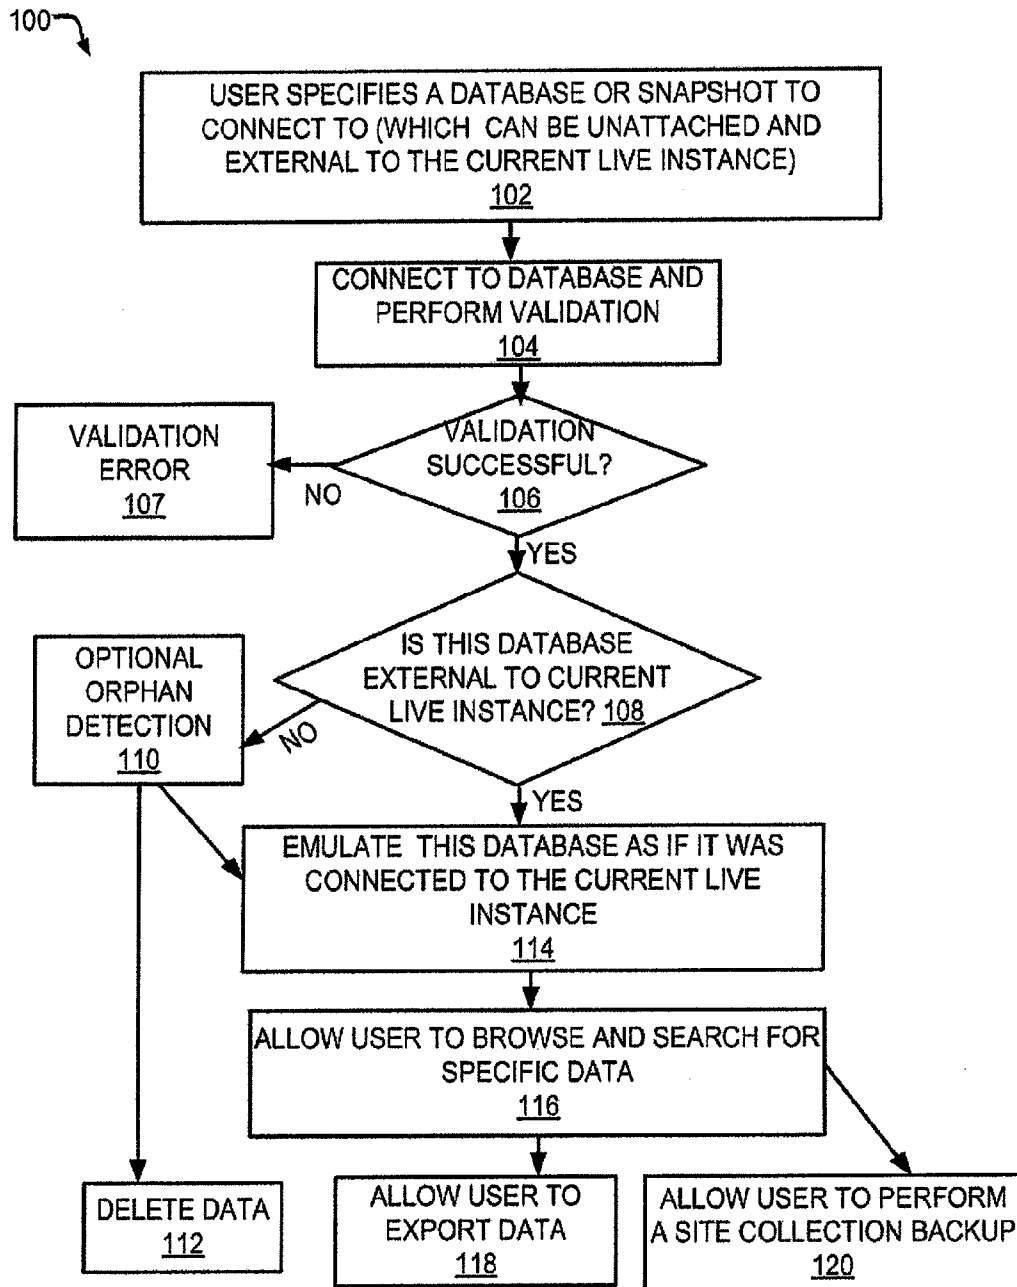 100
USER SPECIFIES A DATABASE OR SNAPSHOT TO
CONNECT TO (WHICH CAN BE UNATTACHED AND
EXTERNAL TO THE CURRENT LIVE INSTANCE)
102
CONNECT TO DATABASE AND
PERFORM VALIDATION
104
VALIDATION
SUCCESSFUL?
106
NO
VALIDATION
ERROR
107
YES
IS THIS DATABASE
EXTERNAL TO CURRENT
LIVE INSTANCE? 108
NO
OPTIONAL
ORPHAN
DETECTION
110
YES
EMULATE THIS DATABASE AS IF IT WAS
CONNECTED TO THE CURRENT LIVE
INSTANCE
114
ALLOW USER TO BROWSE AND SEARCH FOR
SPECIFIC DATA
116
DELETE DATA
112
ALLOW USER TO
EXPORT DATA
118
ALLOW USER TO PERFORM
A SITE COLLECTION BACKUP
120